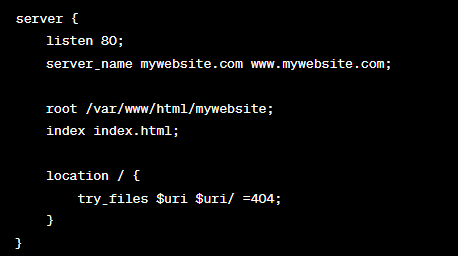 server {
    listen 80;
    server_name mywebsite.com www.mywebsite.com;

    root /var/www/html/mywebsite;
    index index.html;

    location / {
        try_files $uri $uri/ =404;
    }
}